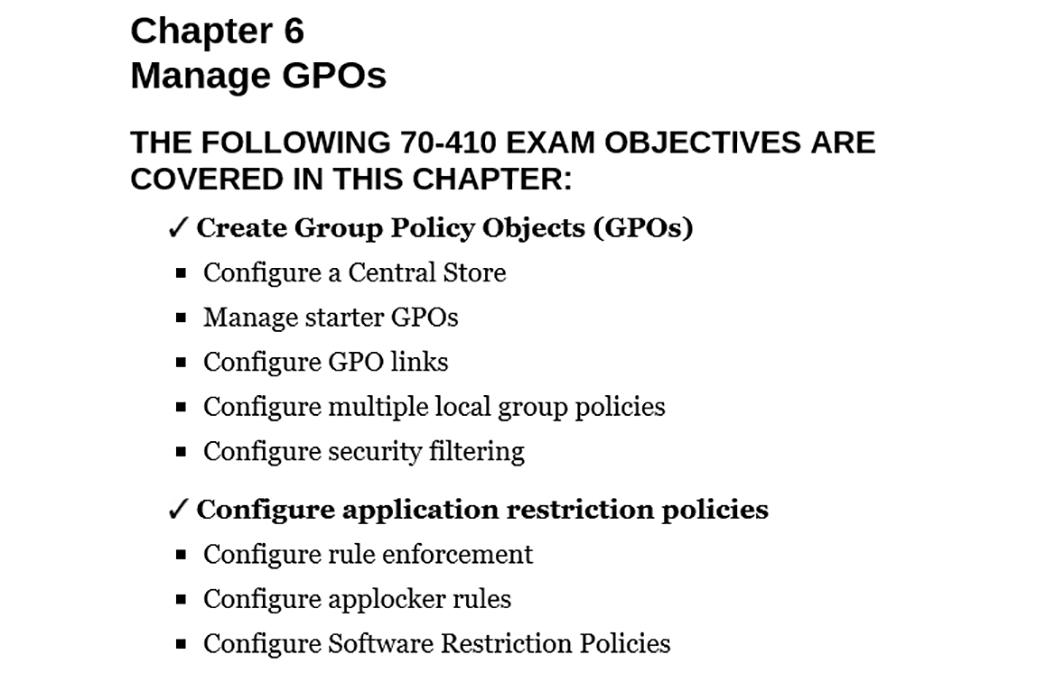 Chapter 6
Manage GPOs
THE FOLLOWING 70-410 EXAM OBJECTIVES ARE
COVERED IN THIS CHAPTER:
✓ Create Group Policy Objects (GPOs)
▪ Configure a Central Store
▪ Manage starter GPOs
▪ Configure GPO links
▪ Configure multiple local group policies
▪ Configure security filtering
✓ Configure application restriction policies
▪ Configure rule enforcement
▪ Configure applocker rules
▪ Configure Software Restriction Policies